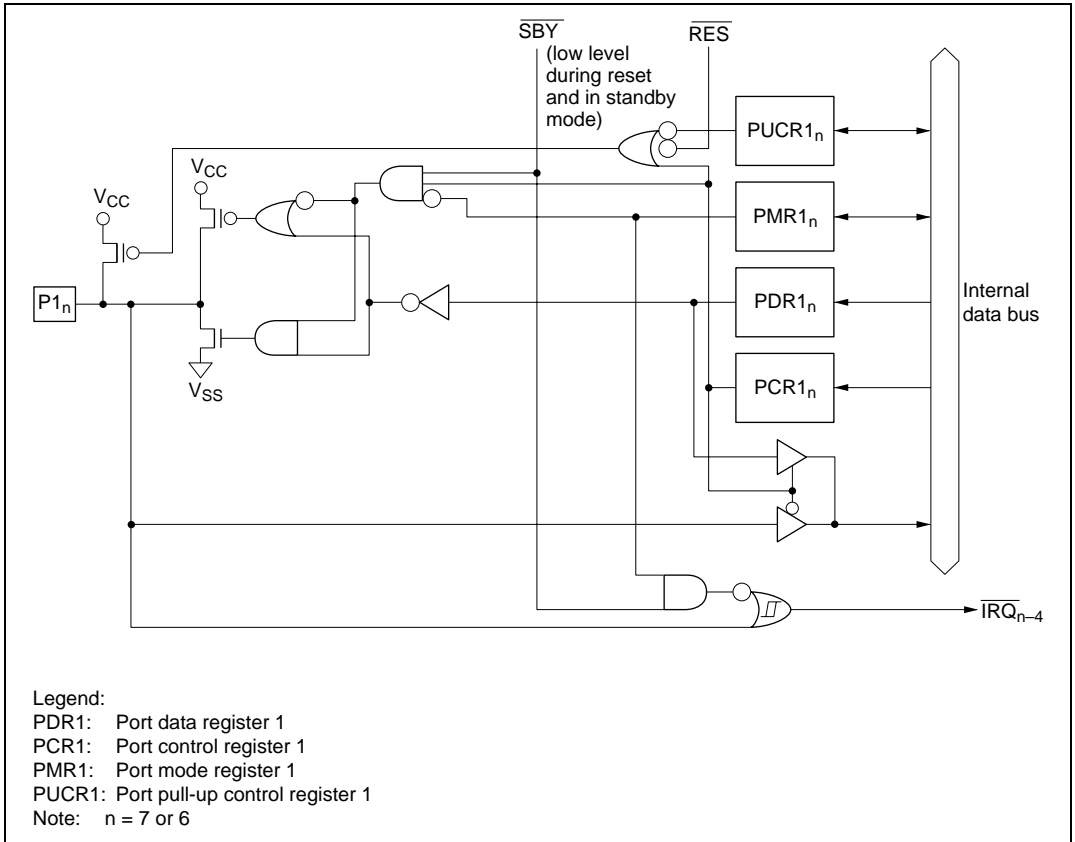 SBY
(low level
during reset
and in standby
mode)
RES
PUCR1n
VCC
VCC
PMR1n
P1n
PDR1n
Internal
data bus
VSS
PCR1n
IRQn–4
Legend:
PDR1: Port data register 1
PCR1: Port control register 1
PMR1: Port mode register 1
PUCR1: Port pull-up control register 1
Note: n = 7 or 6